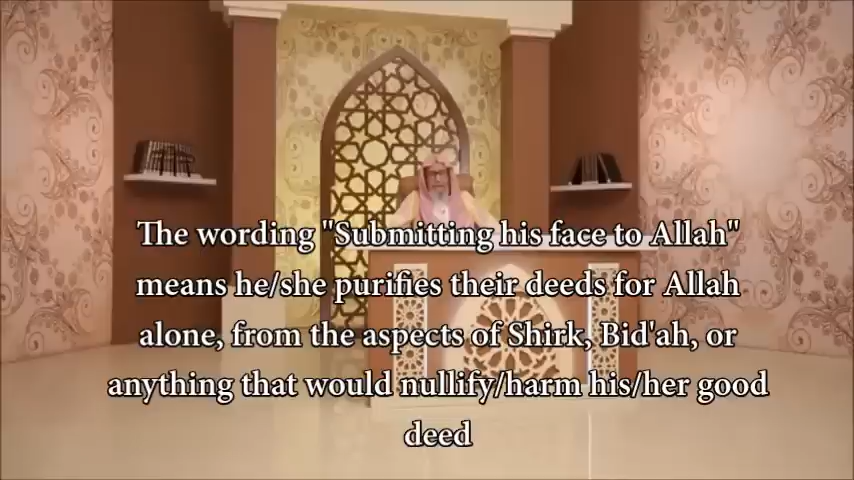 The wording "Submitting his face to Allah"
means he/she purifies their deeds for Allah
alone, from the aspects of Shirk, Bid'ah, or
anything that would nullify/harm his/her good
deed